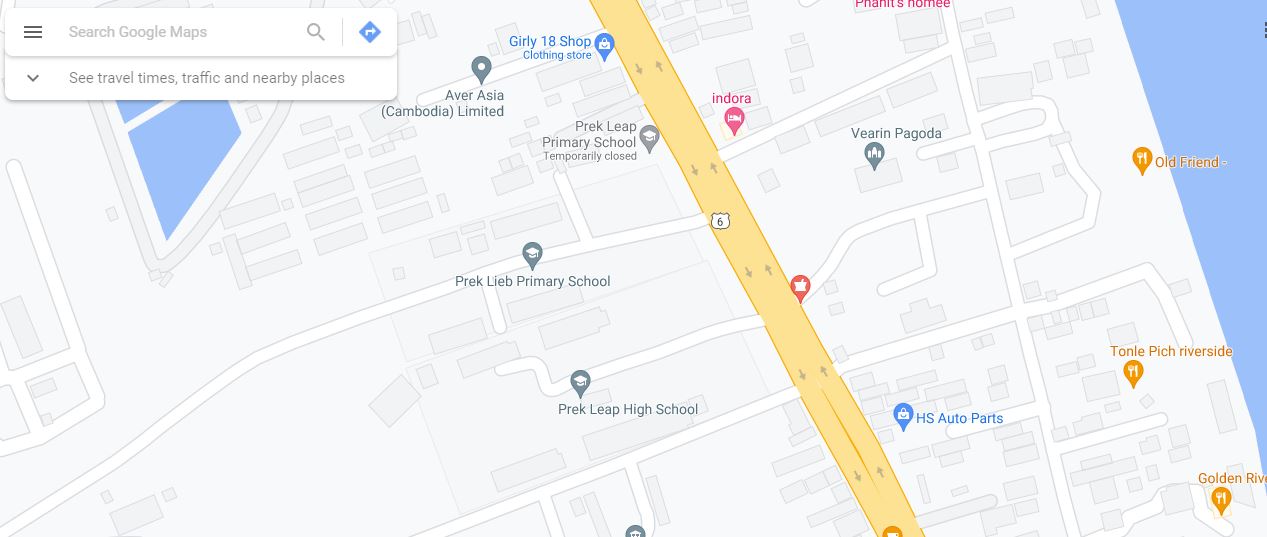 Phanit's homee
Search Google Maps
Girly 18 Shop
Clothing store
See travel times, traffic and nearby places
Aver Asia
(Cambodia) Limited
indora
Prek Leap
Primary School
Temporarily closed
Vearin Pagoda
Old Friend -
6
Prek Lieb Primary School
Tonle Pich riverside
Prek Leap High School
HS Auto Parts
Golden Rive